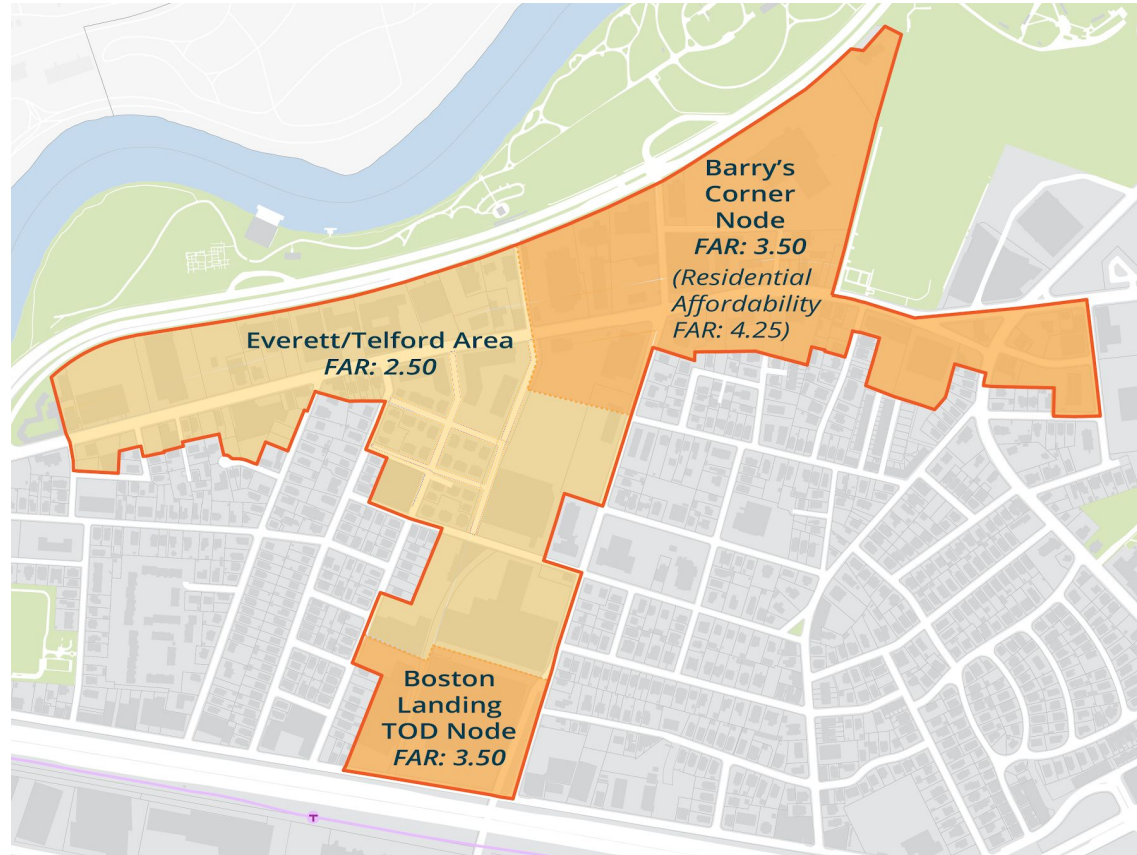 Barry’s
Corner
Node
FAR: 3.50
(Residential
Affordability
FAR: 4.25)
Everett/Telford Area
FAR: 2.50
Boston
Landing
TOD Node
FAR: 3.50
T